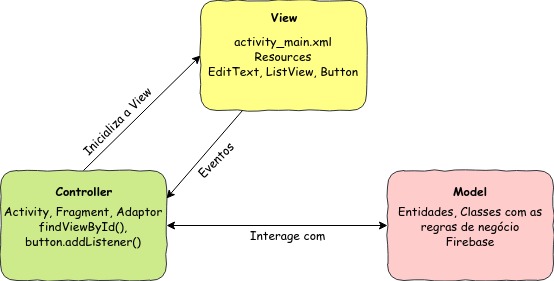 View
activity_main.xml
Resources
EditText, ListView, Button
Inicializa a View
Eventos
Controller
Activity, Fragment, Adaptor
findViewById(),
button.addListener()
Interage com
Model
Entidades, Classes com as
regras de negócio
Firebase